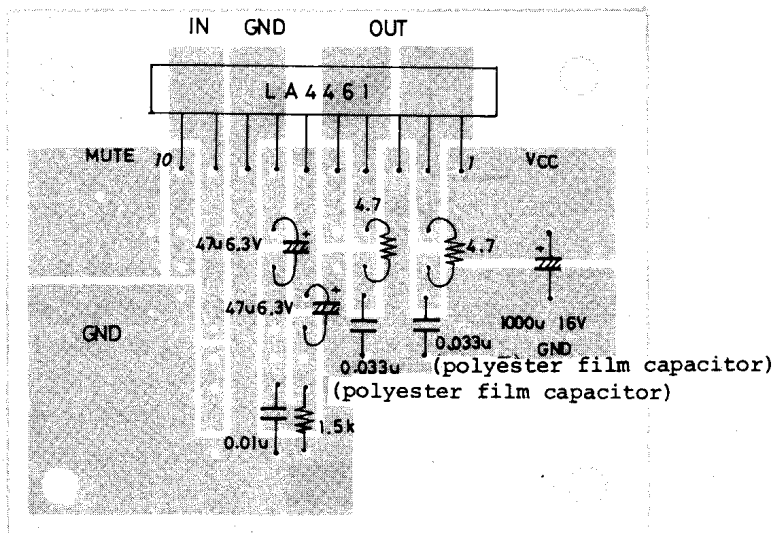 IN GND OUT
LA4461
MUTE 10 1 VCC
4.7
47u 6.3V 4.7
47u 6.3V
GND 1000u 16V
0.033u GND
0.033u (polyester film capacitor)
(polyester film capacitor)
0.01u 1.5k